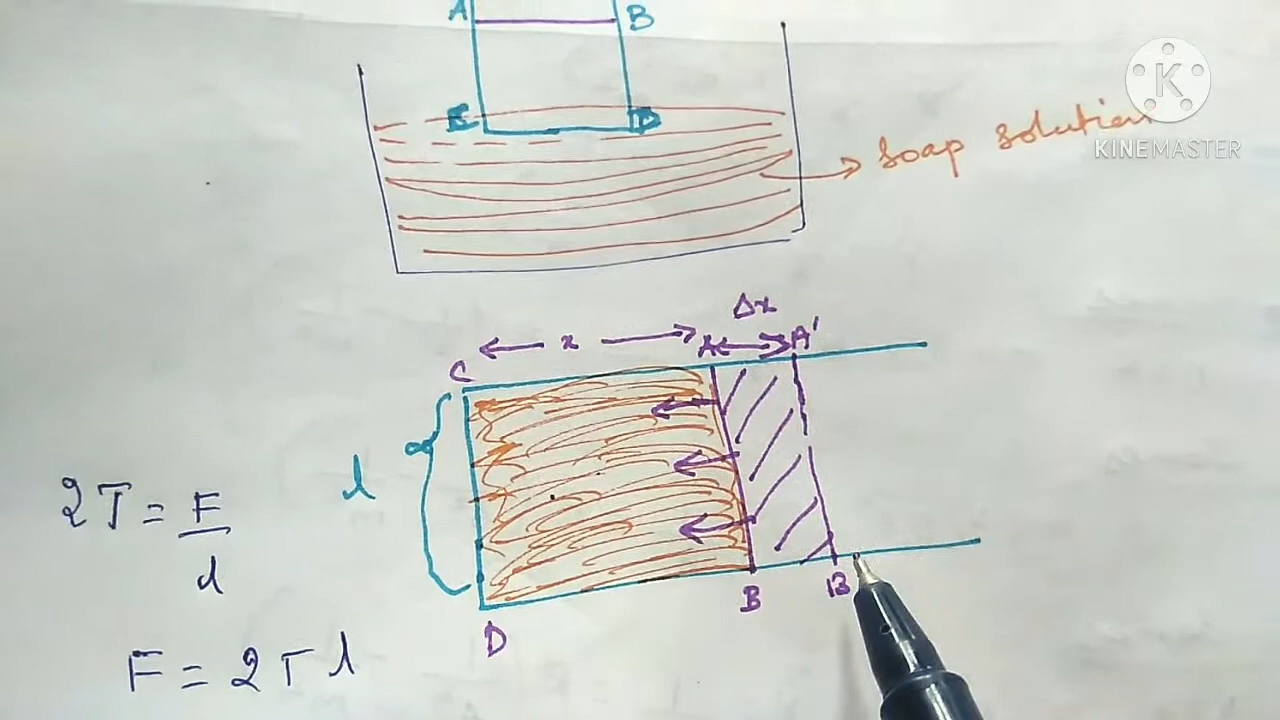 A B
C D
Soap solution
K
KINEMASTER
Δx
x A A'
C
l
2T = F/l
B B'
D
F = 2Tl